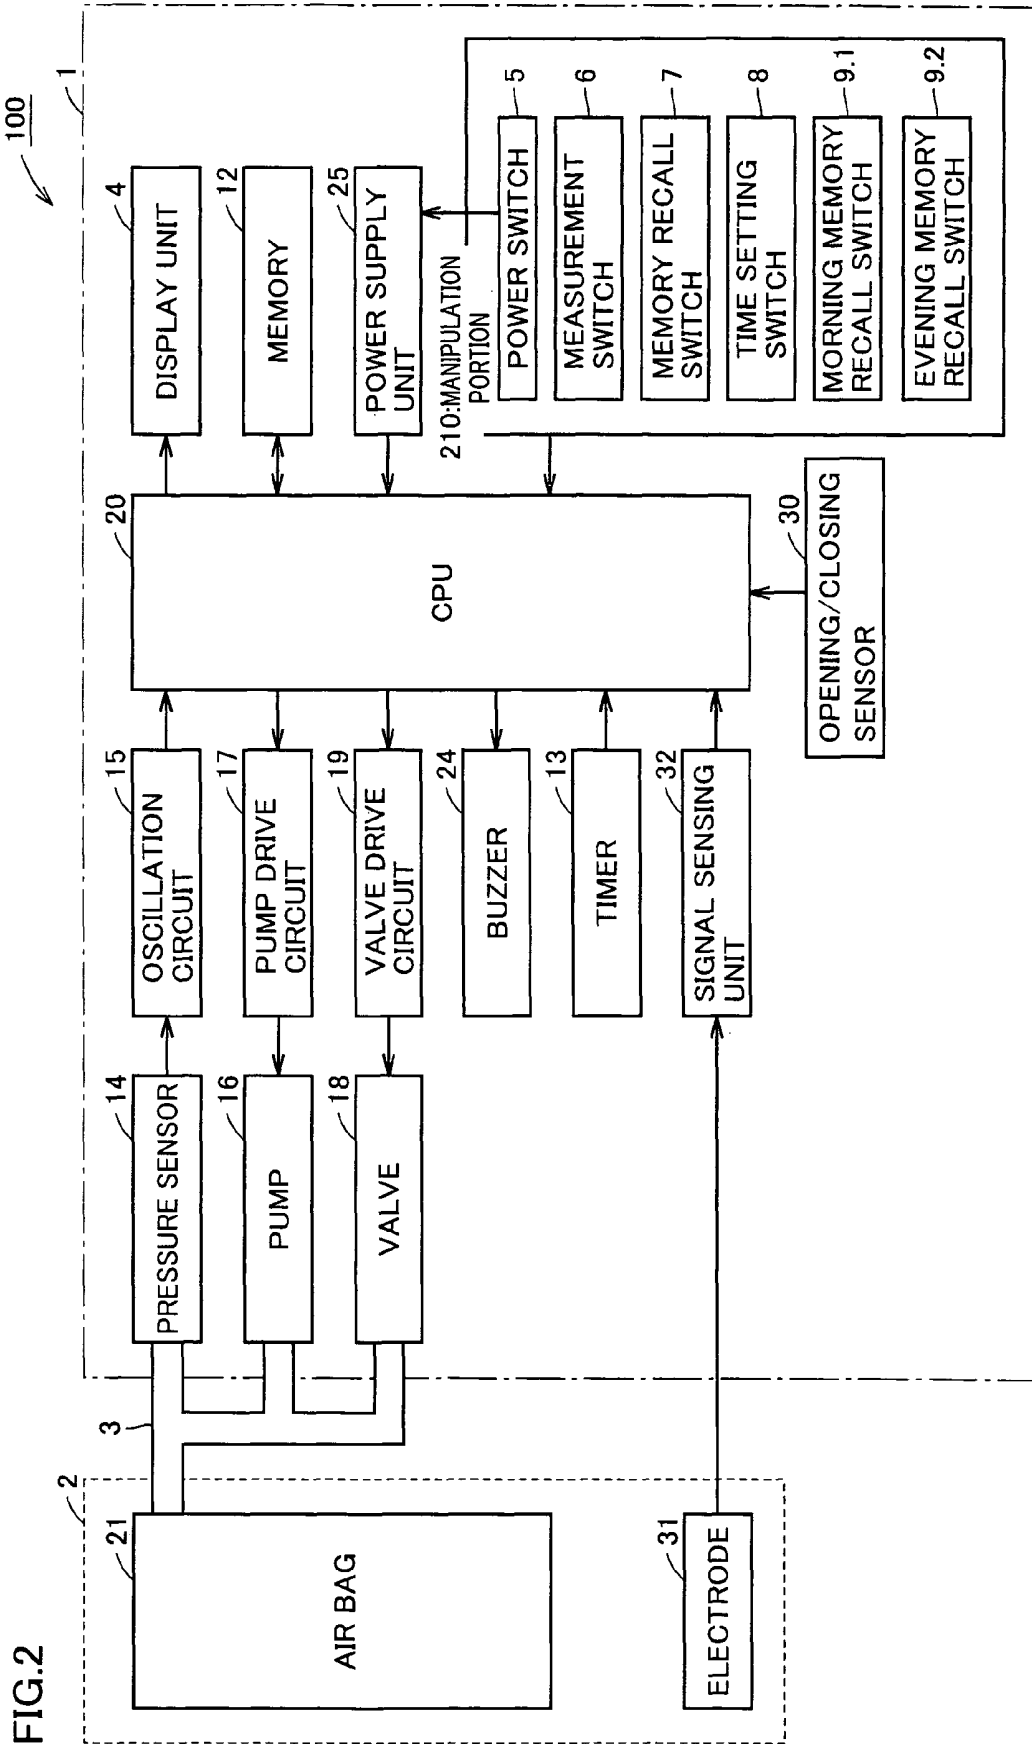 FIG.2
100
1
2
21
AIR BAG
31
ELECTRODE
3
14
PRESSURE SENSOR
16
PUMP
18
VALVE
15
OSCILLATION
CIRCUIT
17
PUMP DRIVE
CIRCUIT
19
VALVE DRIVE
CIRCUIT
24
BUZZER
13
TIMER
32
SIGNAL SENSING
UNIT
20
CPU
30
OPENING/CLOSING
SENSOR
4
DISPLAY UNIT
12
MEMORY
25
POWER SUPPLY
UNIT
210:MANIPULATION
PORTION
POWER SWITCH
5
MEASUREMENT
SWITCH
6
MEMORY RECALL
SWITCH
7
TIME SETTING
SWITCH
8
MORNING MEMORY
RECALL SWITCH
9.1
EVENING MEMORY
RECALL SWITCH
9.2